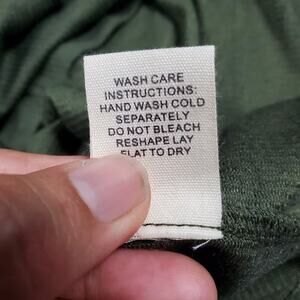 WASH CARE
INSTRUCTIONS:
HAND WASH COLD
SEPARATELY
DO NOT BLEACH
RESHAPE LAY
FLAT TO DRY